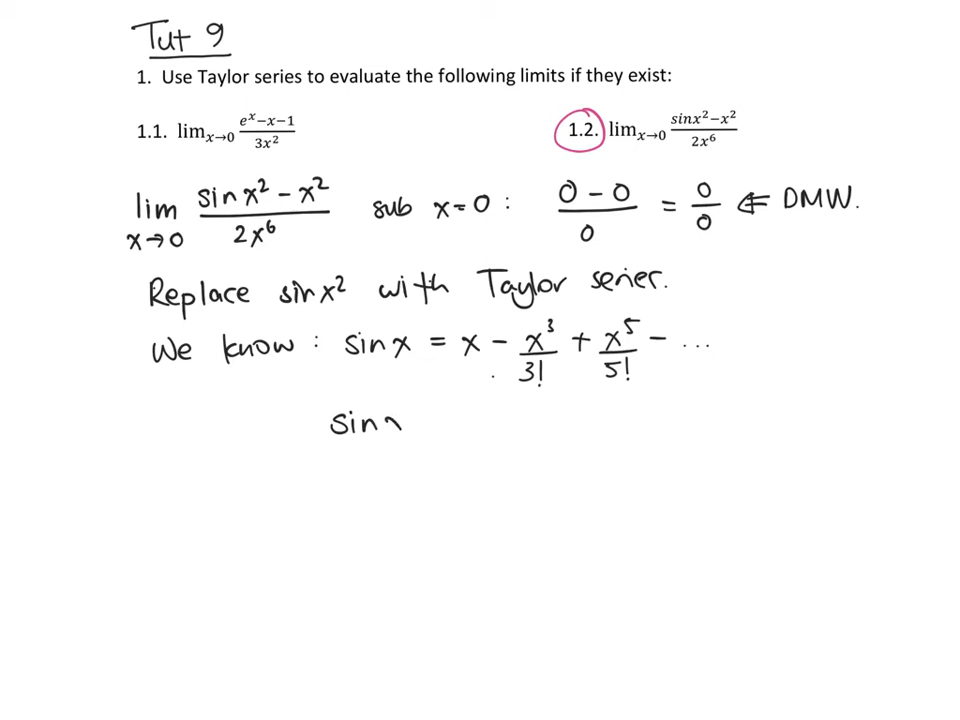 Tut 9
1. Use Taylor series to evaluate the following limits if they exist:
1.1. lim_{x→0} (e^x−x−1)/(3x^2) 1.2. lim_{x→0} (sinx^2−x^2)/(2x^6)
lim_{x→0} (sin x^2 − x^2)/(2x^6) sub x=0 : (0 − 0)/0 = 0/0 ⇐ DMW.
Replace sin x^2 with Taylor series.
We know : sin x = x − x^3/3! + x^5/5! − ...
sin